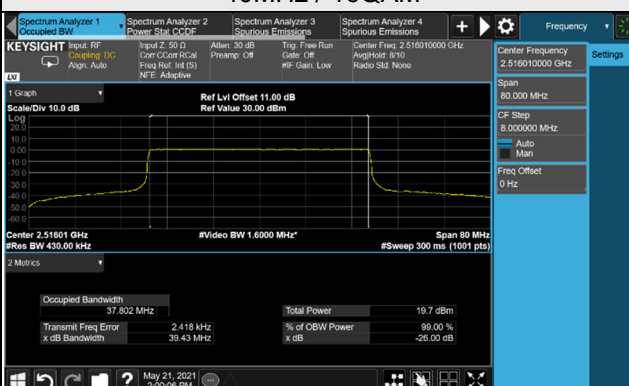 Spectrum Analyzer 1
Occupied BW
Spectrum Analyzer 2
Power Stat CCDF
Spectrum Analyzer 3
Spurious Emissions
Spectrum Analyzer 4
Spurious Emissions
+
Frequency
KEYSIGHT
Input: RF
Coupling: DC
Align: Auto
Input Z: 50 Ω
Corr CCorr RCal
Freq Ref: Int (S)
NFE: Adaptive
Atten: 30 dB
Preamp: Off
Trig: Free Run
Gate: Off
#IF Gain: Low
Center Freq: 2.516010000 GHz
Avg|Hold: 8/10
Radio Std: None
LXI
1 Graph
Scale/Div 10.0 dB
Ref Lvl Offset 11.00 dB
Ref Value 30.00 dBm
Log
20.0
10.0
0.00
-10.0
-20.0
-30.0
-40.0
-50.0
-60.0
Center 2.51601 GHz
#Res BW 430.00 kHz
#Video BW 1.6000 MHz*
Span 80 MHz
#Sweep 300 ms (1001 pts)
2 Metrics
Occupied Bandwidth
37.802 MHz
Transmit Freq Error 2.418 kHz
x dB Bandwidth 39.43 MHz
Total Power 19.7 dBm
% of OBW Power 99.00 %
x dB -26.00 dB
Center Frequency
2.516010000 GHz
Settings
Span
80.000 MHz
CF Step
8.000000 MHz
Auto
Man
Freq Offset
0 Hz
?
May 21, 2021
2:00:06 PM